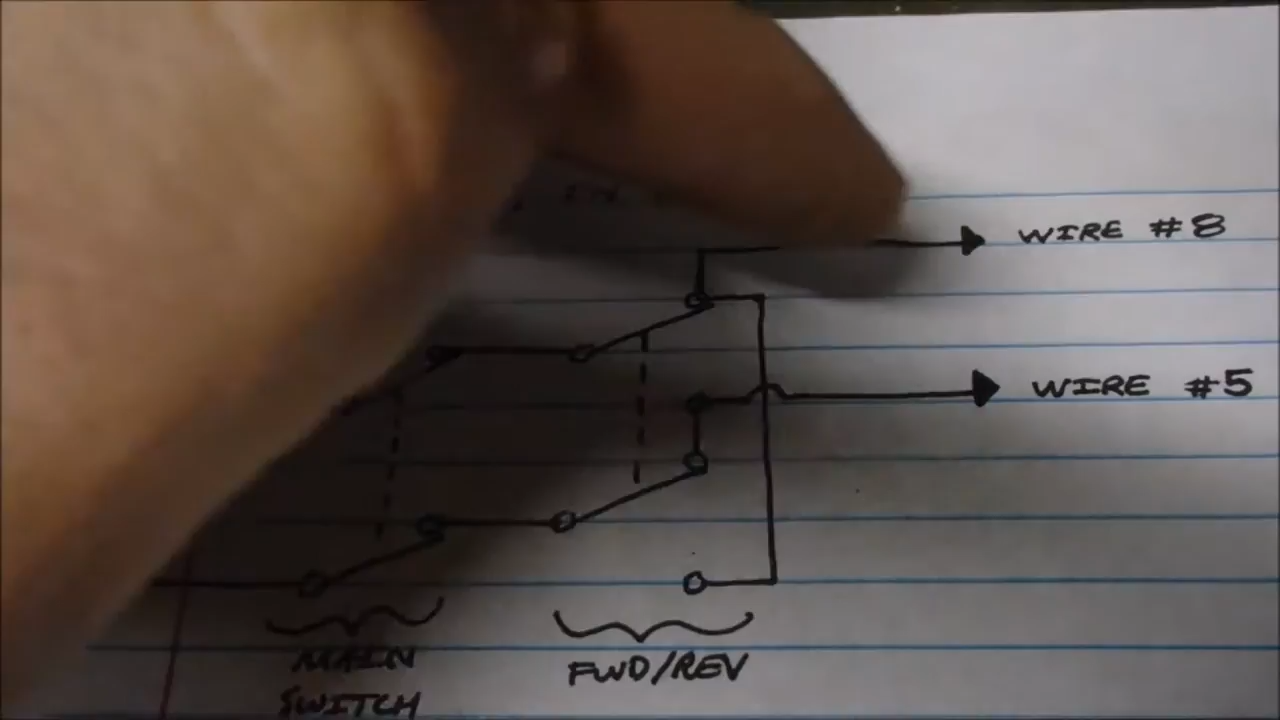 WIRE #8
WIRE #5
MAIN
SWITCH
FWD/REV